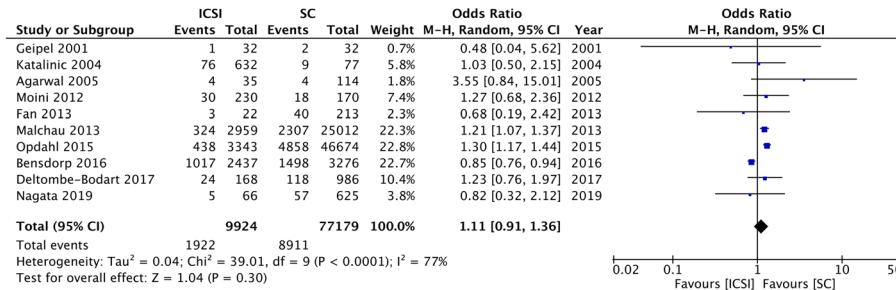 ICSI SC Odds Ratio Odds Ratio
Study or Subgroup Events Total Events Total Weight M-H, Random, 95% CI Year M-H, Random, 95% CI
Geipel 2001 1 32 2 32 0.7% 0.48 [0.04, 5.62] 2001
Katalinic 2004 76 632 9 77 5.8% 1.03 [0.50, 2.15] 2004
Agarwal 2005 4 35 4 114 1.8% 3.55 [0.84, 15.01] 2005
Moini 2012 30 230 18 170 7.4% 1.27 [0.68, 2.36] 2012
Fan 2013 3 22 40 213 2.3% 0.68 [0.19, 2.42] 2013
Malchau 2013 324 2959 2307 25012 22.3% 1.21 [1.07, 1.37] 2013
Opdahl 2015 438 3343 4858 46674 22.8% 1.30 [1.17, 1.44] 2015
Bensdorp 2016 1017 2437 1498 3276 22.7% 0.85 [0.76, 0.94] 2016
Deltombe-Bodart 2017 24 168 118 986 10.4% 1.23 [0.76, 1.97] 2017
Nagata 2019 5 66 57 625 3.8% 0.82 [0.32, 2.12] 2019
Total (95% CI) 9924 77179 100.0% 1.11 [0.91, 1.36]
Total events 1922 8911
Heterogeneity: Tau² = 0.04; Chi² = 39.01, df = 9 (P < 0.0001); I² = 77%
Test for overall effect: Z = 1.04 (P = 0.30)
0.02 0.1 1 10
Favours [ICSI] Favours [SC]